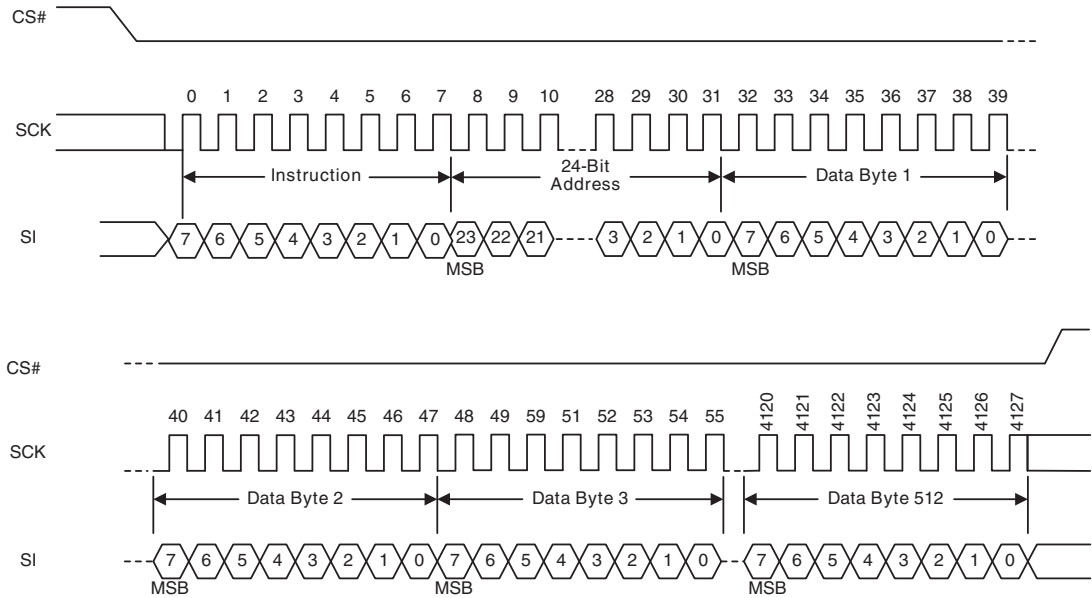 CS#
0 1 2 3 4 5 6 7 8 9 10 28 29 30 31 32 33 34 35 36 37 38 39
SCK
Instruction 24-Bit Address Data Byte 1
SI 7 6 5 4 3 2 1 0 23 22 21 3 2 1 0 7 6 5 4 3 2 1 0
MSB MSB
CS#
40 41 42 43 44 45 46 47 48 49 59 51 52 53 54 55 4120 4121 4122 4123 4124 4125 4126 4127
SCK
Data Byte 2 Data Byte 3 Data Byte 512
SI 7 6 5 4 3 2 1 0 7 6 5 4 3 2 1 0 7 6 5 4 3 2 1 0
MSB MSB MSB